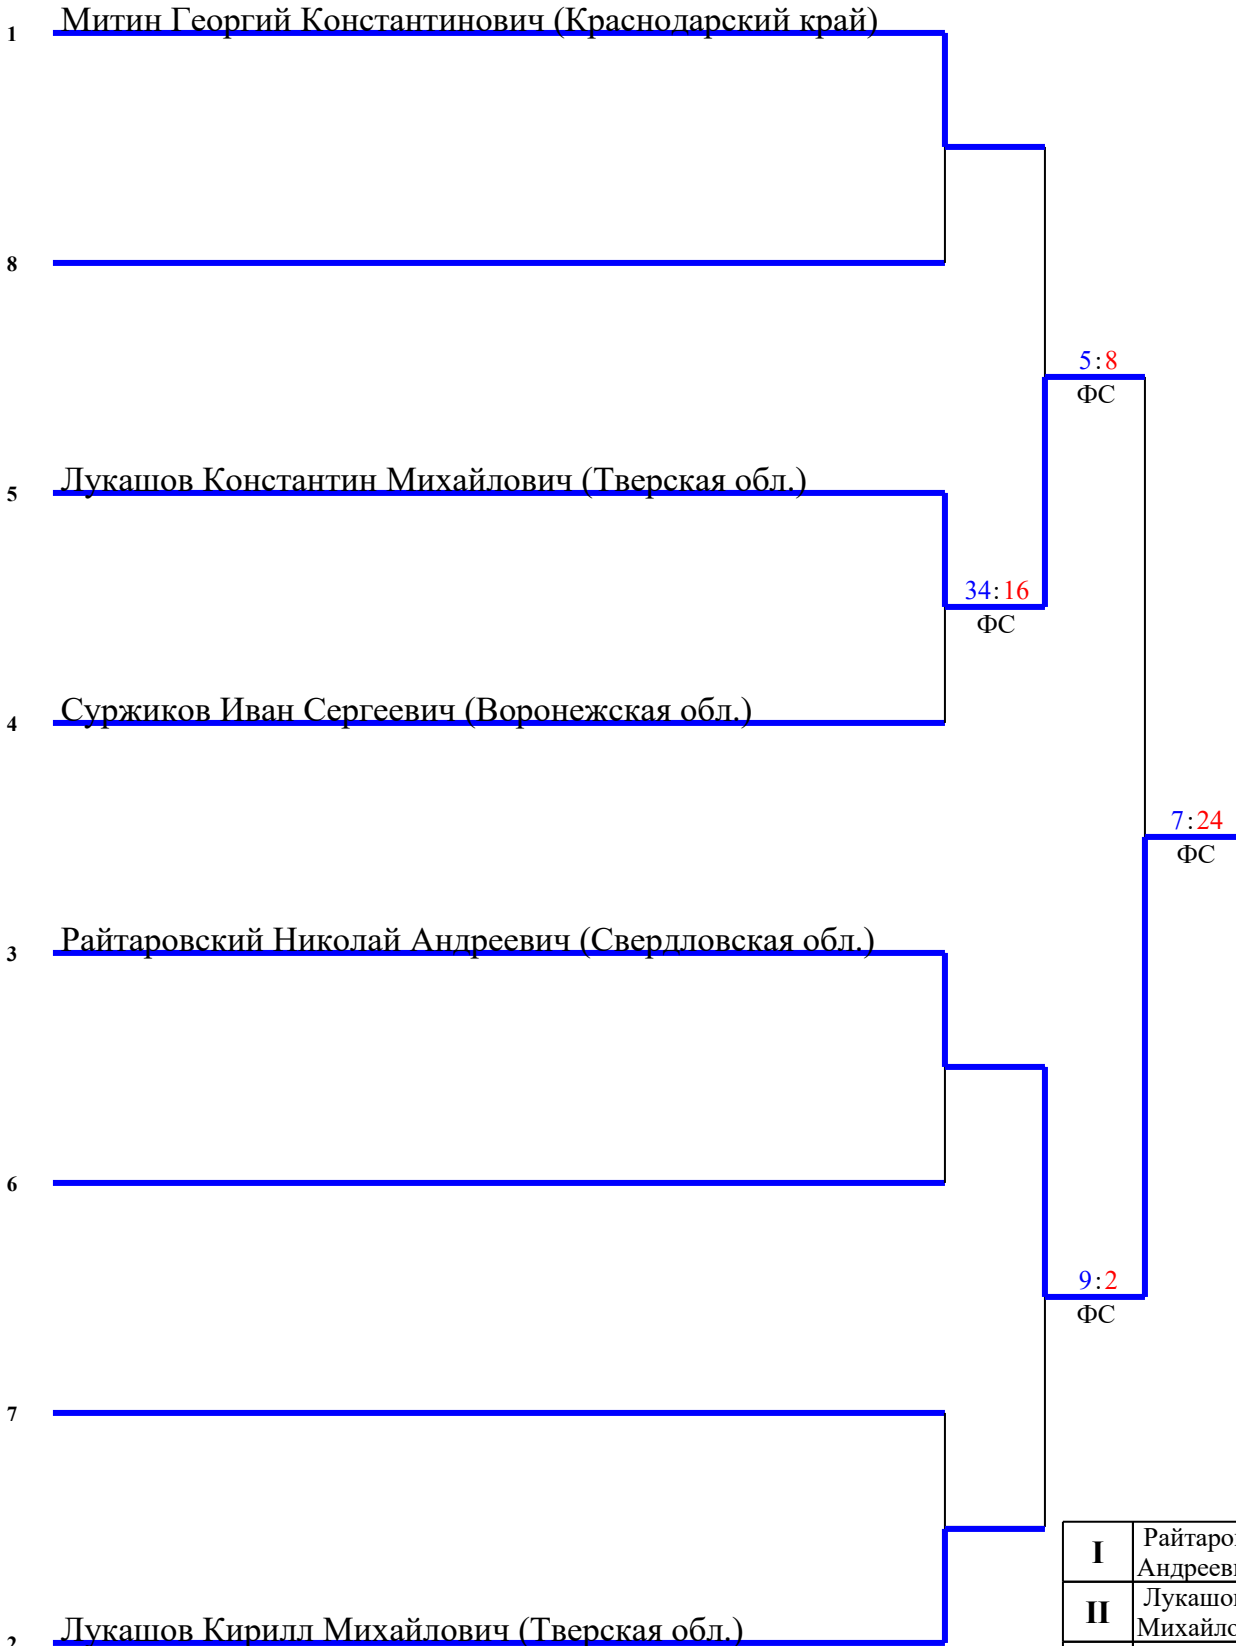 Митин Георгий Константинович (Краснодарский край)
1
8
5:8
ФС
Лукашов Константин Михайлович (Тверская обл.)
5
34:16
ФС
Суржиков Иван Сергеевич (Воронежская обл.)
4
7:24
ФС
Райтаровский Николай Андреевич (Свердловская обл.)
3
6
9:2
ФС
7
I
II
Лукашов Кирилл Михайлович (Тверская обл.)
2